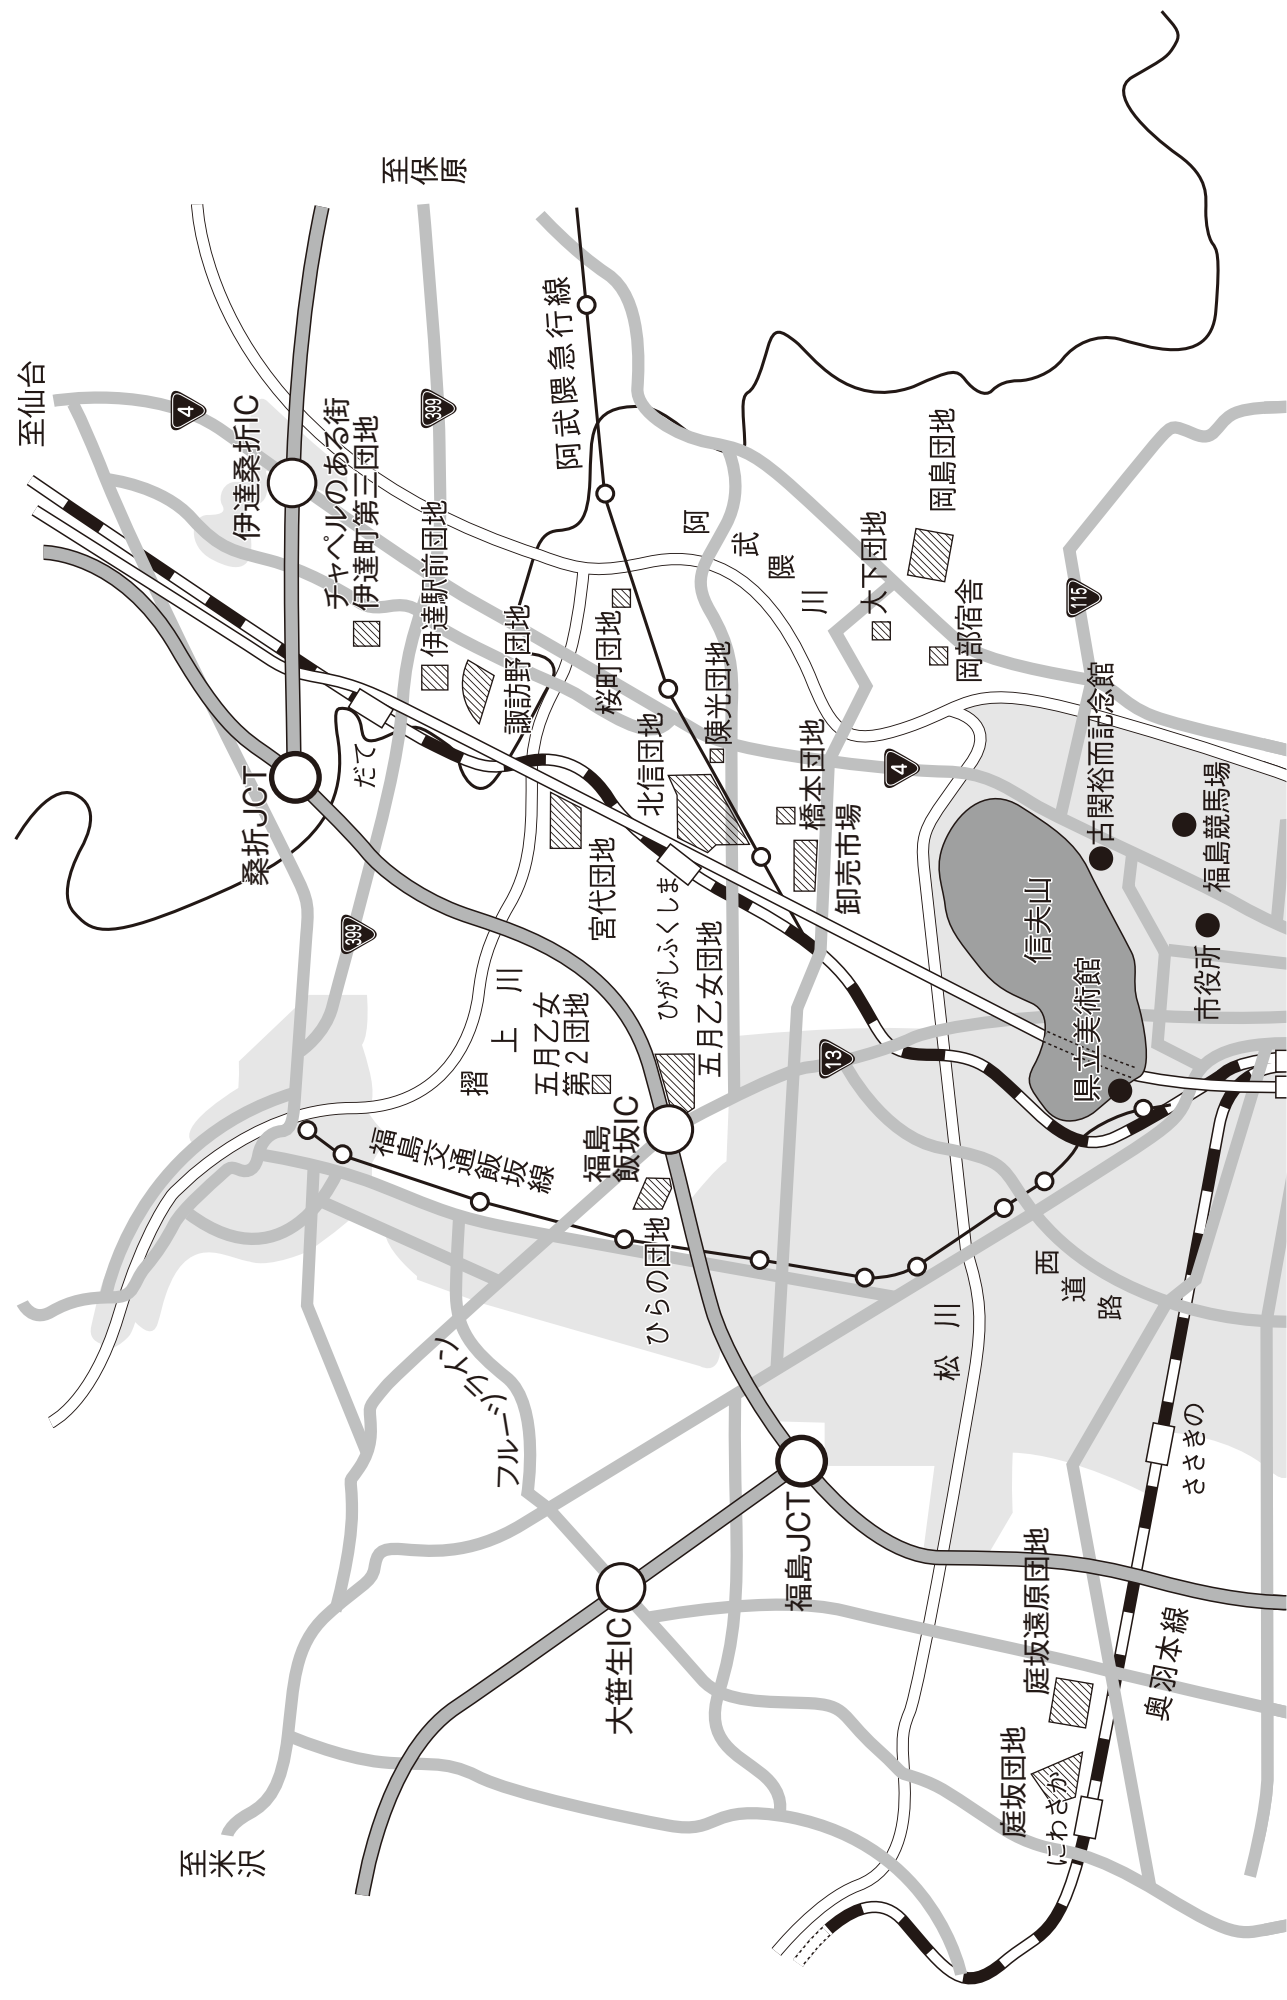 至米沢
至仙台
至保原
伊達桑折IC
4
チャペルのある街
伊達町第三団地
399
伊達駅前団地
阿武隈急行線
桑折JCT
だて
諏訪野団地
桜町団地
399
宮代団地
北信団地
陳光団地
阿武隈川
大下団地
岡島団地
岡部宿舎
115
摺上川
五月乙女
第2団地
ひがしふくしま
五月乙女団地
橋本団地
卸売市場
4
福島交通飯坂線
福島
飯坂IC
ひらの団地
13
信夫山
県立美術館
古関裕而記念館
福島競馬場
市役所
フルーツライン
松川
西道路
大笹生IC
福島JCT
ささきの
庭坂遠原団地
奥羽本線
庭坂団地
にわさか